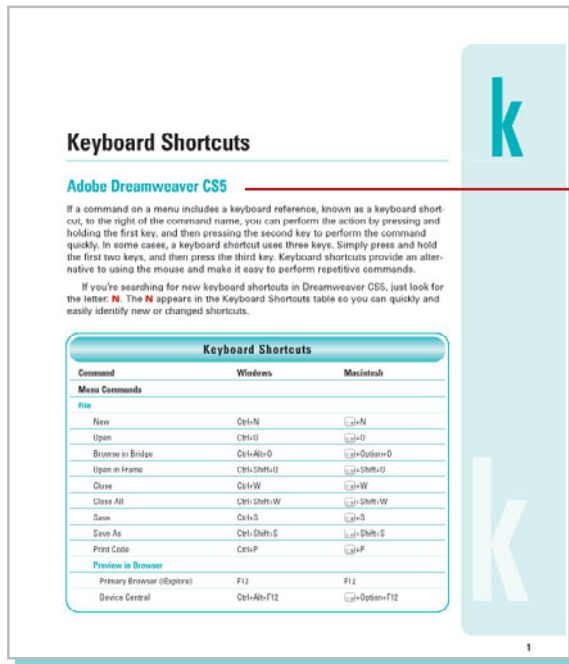 k
Keyboard Shortcuts
Adobe Dreamweaver CS5
If a command on a menu includes a keyboard reference, known as a keyboard short-
cut, to the right of the command name, you can perform the action by pressing and
holding the first key, and then pressing the second key to perform the command
quickly. In some cases, a keyboard shortcut uses three keys. Simply press and hold
the first two keys, and then press the third key. Keyboard shortcuts provide an alter-
native to using the mouse and make it easy to perform repetitive commands.
If you're searching for new keyboard shortcuts in Dreamweaver CS5, just look for
the letter: N. The N appears in the Keyboard Shortcuts table so you can quickly and
easily identify new or changed shortcuts.
Keyboard Shortcuts
Command Windows Macintosh
Menu Commands
File
New Ctrl+N +N
Open Ctrl+O +O
Browse in Bridge Ctrl+Alt+O +Option+O
Open in Frame Ctrl+Shift+O +Shift+O
Close Ctrl+W +W
Close All Ctrl+Shift+W +Shift+W
Save Ctrl+S +S
Save As Ctrl+Shift+S +Shift+S
Print Code Ctrl+P +P
Preview in Browser
Primary Browser (IExplore) F12 F12
Device Central Ctrl+Alt+F12 +Option+F12
k
1